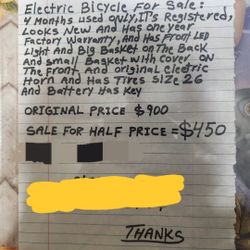 Electric Bicycle For Sale:
4 Months used only, It's Registered,
Looks New And Has one year
Factory Warranty, And Has Front LED
Light And Big Basket on The Back
And small Basket with cover on
The Front, And original electric
Horn And Has Tires size 26
And Battery Has Key
ORIGINAL PRICE $900
SALE FOR HALF PRICE = $450
THANKS